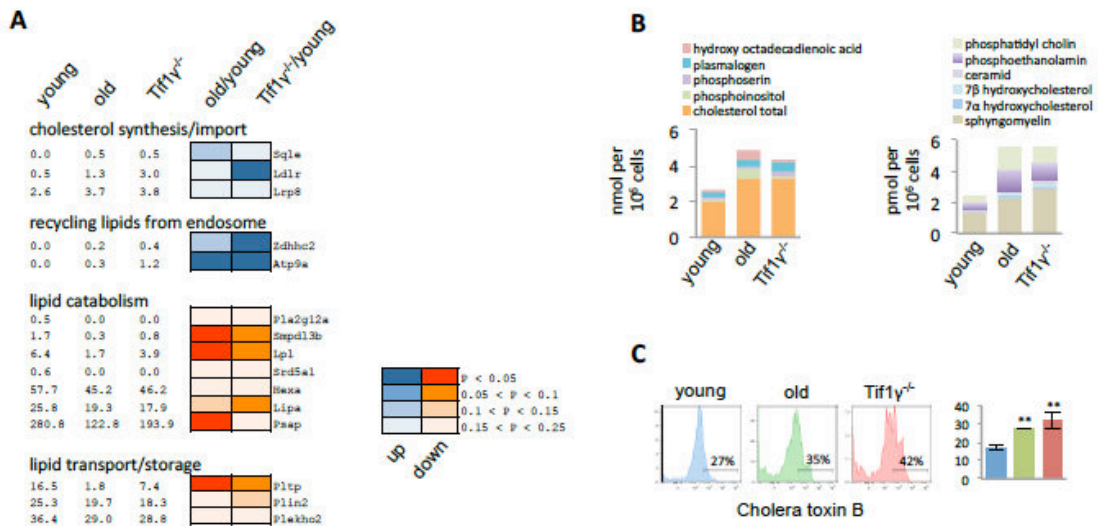 A
young old Tif1γ-/- old/young Tif1γ-/-/young
cholesterol synthesis/import
0.0 0.5 0.5 Sqle
0.5 1.3 3.0 Ldlr
2.6 3.7 3.8 Lrp8
recycling lipids from endosome
0.0 0.2 0.4 Zdhhc2
0.0 0.3 1.2 Atp9a
lipid catabolism
0.5 0.0 0.0 Pla2g12a
1.7 0.3 0.8 Smpdl3b
6.4 1.7 3.9 Lpl
0.6 0.0 0.0 Srd5a1
57.7 45.2 46.2 Hexa
25.8 19.3 17.9 Lipa
280.8 122.8 193.9 Psap
lipid transport/storage
16.5 1.8 7.4 Pltp
25.3 19.7 18.3 Plin2
36.4 29.0 28.8 Plekho2
P < 0.05
0.05 < P < 0.1
0.1 < P < 0.15
0.15 < P < 0.25
up down
B
hydroxy octadecadienoic acid
plasmalogen
phosphoserin
phosphoinositol
cholesterol total
nmol per
10⁶ cells
6
4
2
0
young old Tif1γ-/-
phosphatidyl cholin
phosphoethanolamin
ceramid
7β hydroxycholesterol
7α hydroxycholesterol
sphyngomyelin
pmol per
10⁶ cells
6
4
2
0
young old Tif1γ-/-
C
young old Tif1γ-/-
27% 35% 42%
Cholera toxin B
40
30
20
10
0
** **